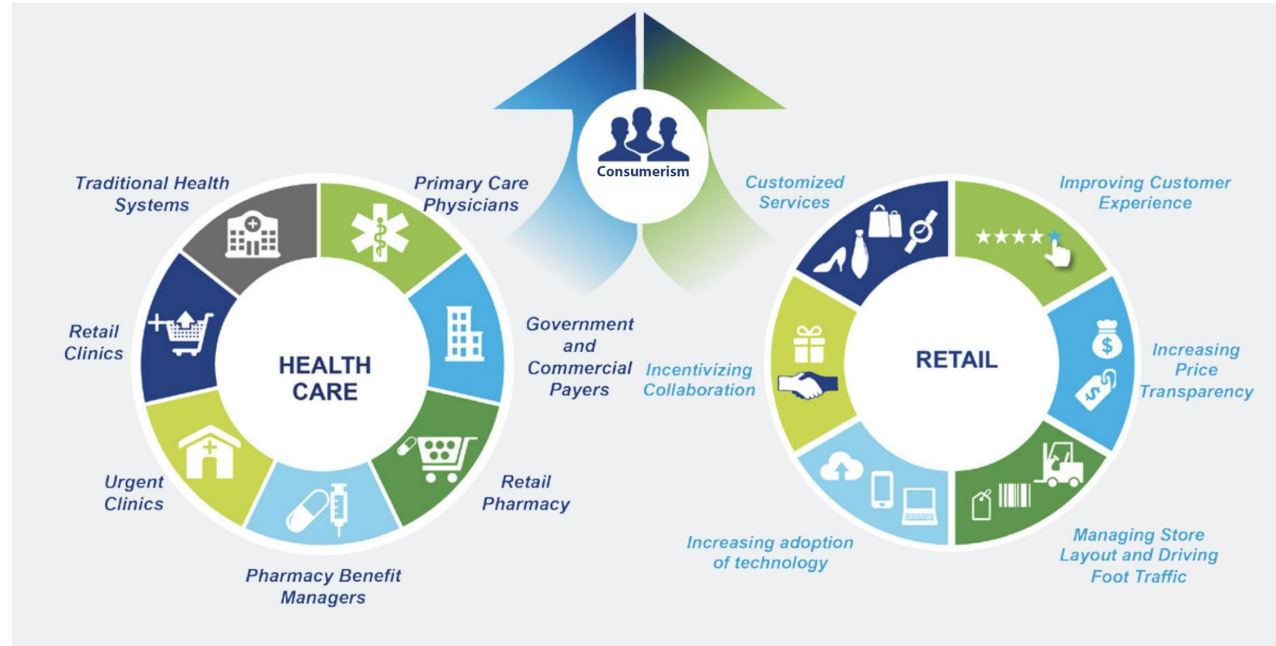 Consumerism
Traditional Health
Systems
Primary Care
Physicians
Retail
Clinics
Government
and
Commercial
Payers
HEALTH
CARE
Urgent
Clinics
Retail
Pharmacy
Pharmacy Benefit
Managers
Customized
Services
Improving Customer
Experience
Incentivizing
Collaboration
RETAIL
Increasing
Price
Transparency
$
$
Increasing adoption
of technology
Managing Store
Layout and Driving
Foot Traffic